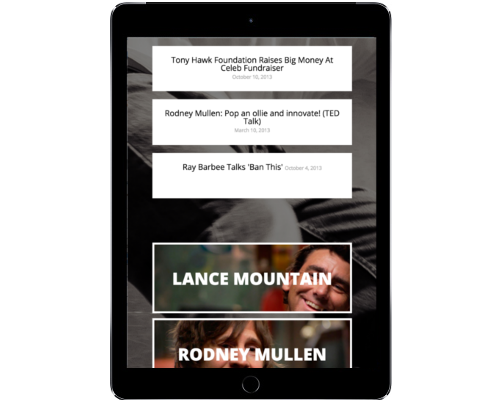 Tony Hawk Foundation Raises Big Money At
Celeb Fundraiser
October 10, 2013
Rodney Mullen: Pop an ollie and innovate! (TED
Talk)
March 19, 2013
Ray Barbee Talks 'Ban This' October 4, 2013
LANCE MOUNTAIN
RODNEY MULLEN